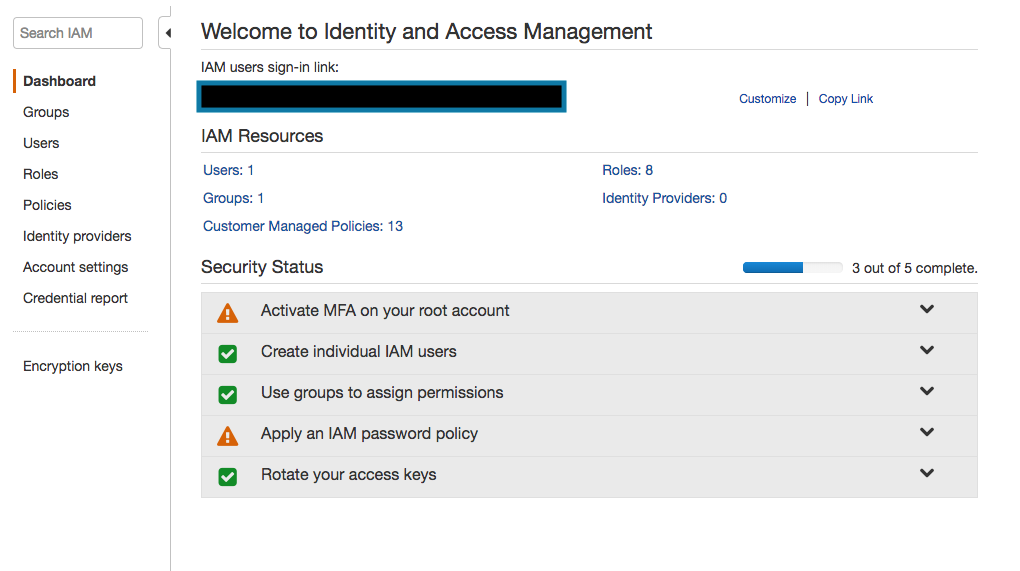 Search IAM
Dashboard
Groups
Users
Roles
Policies
Identity providers
Account settings
Credential report
Encryption keys
Welcome to Identity and Access Management
IAM users sign-in link:
Customize | Copy Link
IAM Resources
Users: 1
Roles: 8
Groups: 1
Identity Providers: 0
Customer Managed Policies: 13
Security Status
3 out of 5 complete.
Activate MFA on your root account
Create individual IAM users
Use groups to assign permissions
Apply an IAM password policy
Rotate your access keys